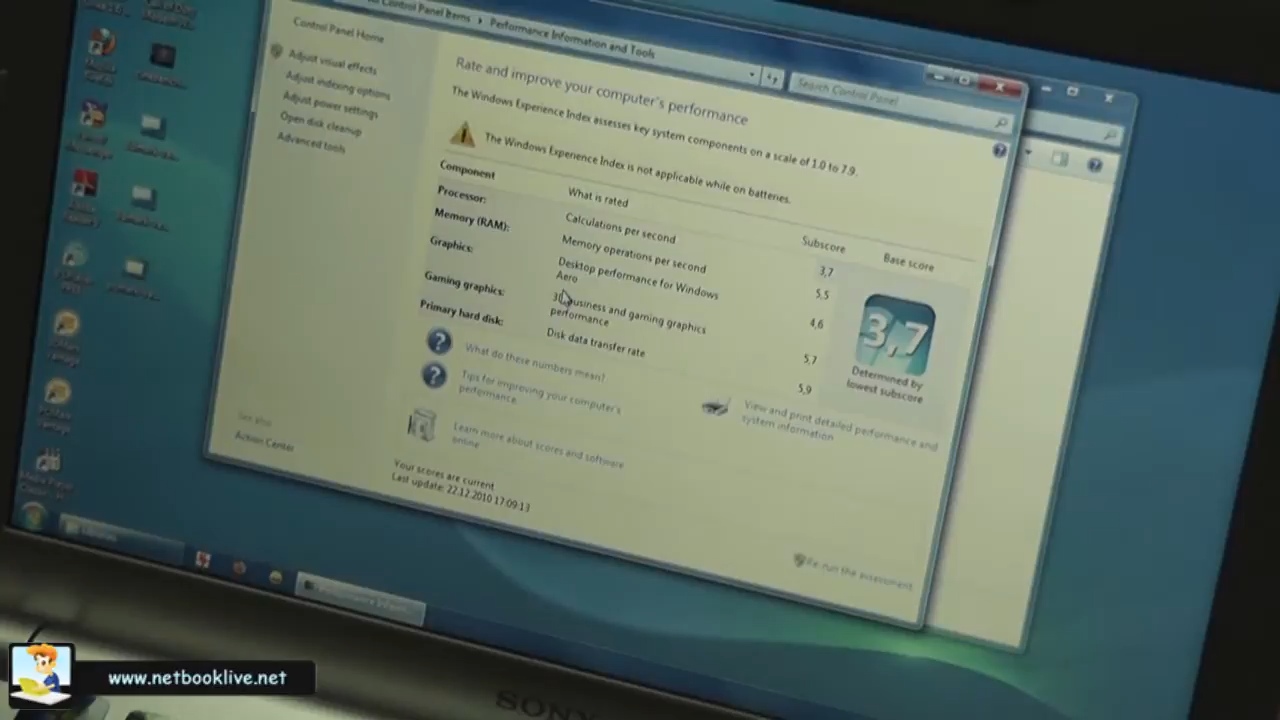 Control Panel Items › Performance Information and Tools
Search Control Panel
Control Panel Home
Adjust visual effects
Adjust indexing options
Adjust power settings
Open disk cleanup
Advanced tools
Rate and improve your computer's performance
The Windows Experience Index assesses key system components on a scale of 1.0 to 7.9.
The Windows Experience Index is not applicable while on batteries.
Component What is rated Subscore Base score
Processor: Calculations per second 3,7
Memory (RAM): Memory operations per second 5,5
Graphics: Desktop performance for Windows
Aero 4,6
Gaming graphics: 3D business and gaming graphics
performance 5,7
Primary hard disk: Disk data transfer rate 5,9
3,7
Determined by
lowest subscore
What do these numbers mean?
Tips for improving your computer's
performance.
View and print detailed performance and
system information
Learn more about scores and software
online
Your scores are current
Last update: 22.12.2010 17:09:13
See also
Action Center
Re-run the assessment
www.netbooklive.net
SONY